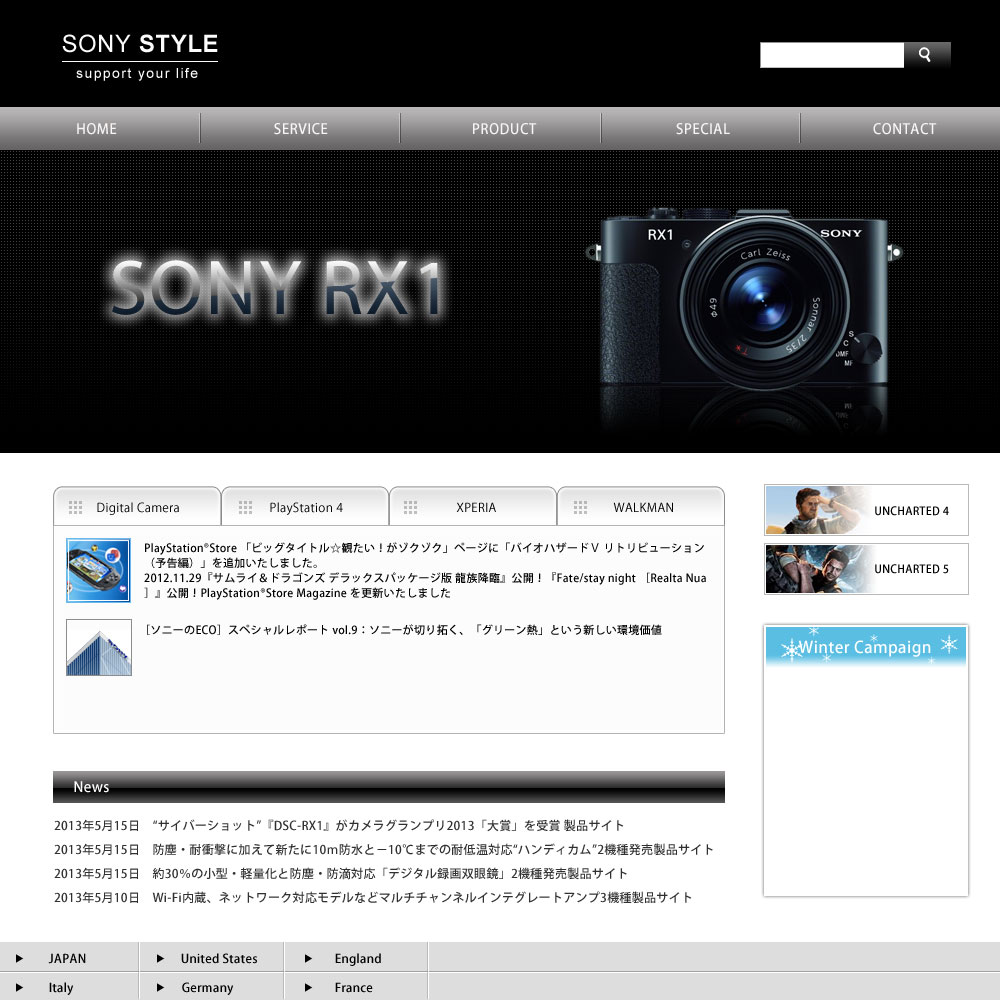 SONY STYLE
support your life
HOME
SERVICE
PRODUCT
SPECIAL
CONTACT
SONY RX1
RX1
SONY
Carl Zeiss
Φ49
Sonnar 2/35
T*
S
C
DMF
MF
Digital Camera
PlayStation 4
XPERIA
WALKMAN
PlayStation®Store 「ビッグタイトル☆観たい！がゾクゾク」ページに「バイオハザードV リトリビューション
（予告編）」を追加いたしました。
2012.11.29『サムライ＆ドラゴンズ デラックスパッケージ版 龍族降臨』公開！『Fate/stay night ［Realta Nua
］』公開！PlayStation®Store Magazine を更新いたしました
［ソニーのECO］スペシャルレポート vol.9：ソニーが切り拓く、「グリーン熱」という新しい環境価値
UNCHARTED 4
UNCHARTED 5
Winter Campaign
News
2013年5月15日　“サイバーショット”『DSC-RX1』がカメラグランプリ2013「大賞」を受賞 製品サイト
2013年5月15日　防塵・耐衝撃に加えて新たに10m防水と－10℃までの耐低温対応“ハンディカム”2機種発売製品サイト
2013年5月15日　約30％の小型・軽量化と防塵・防滴対応「デジタル録画双眼鏡」2機種発売製品サイト
2013年5月10日　Wi-Fi内蔵、ネットワーク対応モデルなどマルチチャンネルインテグレートアンプ3機種製品サイト
JAPAN
United States
England
Italy
Germany
France